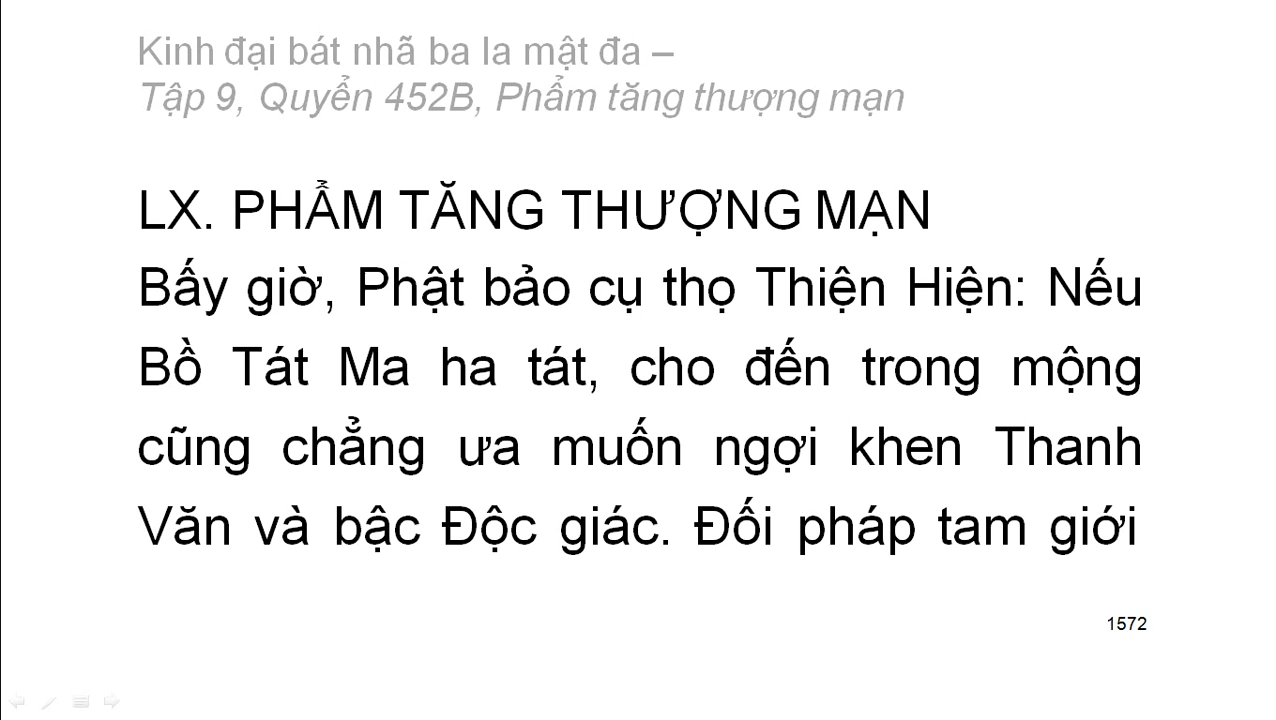 Kinh đại bát nhã ba la mật đa –
Tập 9, Quyển 452B, Phẩm tăng thượng mạn
LX. PHẨM TĂNG THƯỢNG MẠN
Bấy giờ, Phật bảo cụ thọ Thiện Hiện: Nếu
Bồ Tát Ma ha tát, cho đến trong mộng
cũng chẳng ưa muốn ngợi khen Thanh
Văn và bậc Độc giác. Đối pháp tam giới
1572